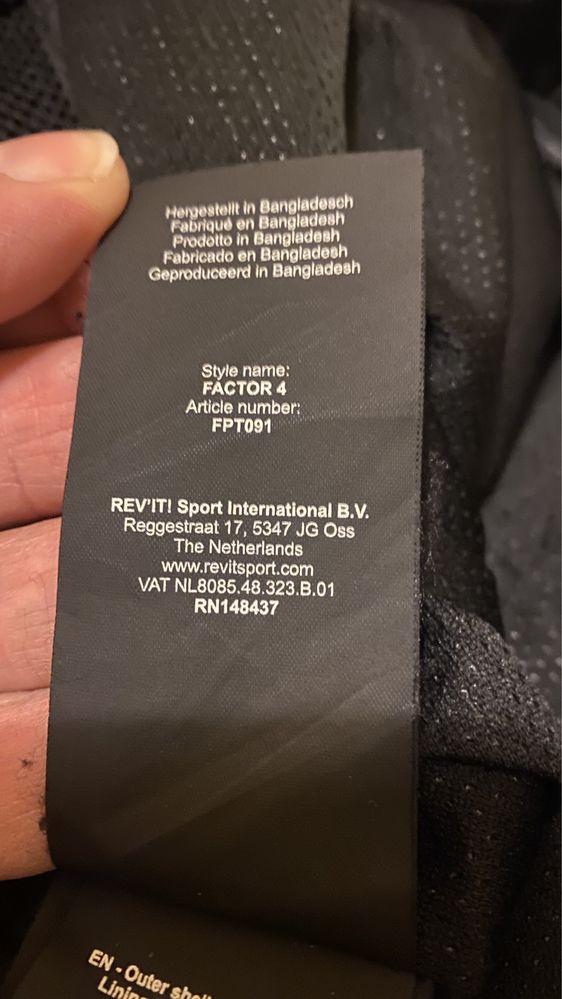 Hergestellt in Bangladesch
Fabriqué en Bangladesh
Prodotto in Bangladesh
Fabricado en Bangladesh
Geproduceerd in Bangladesh
Style name:
FACTOR 4
Article number:
FPT091
REV'IT! Sport International B.V.
Reggestraat 17, 5347 JG Oss
The Netherlands
www.revitsport.com
VAT NL8085.48.323.B.01
RN148437
EN - Outer